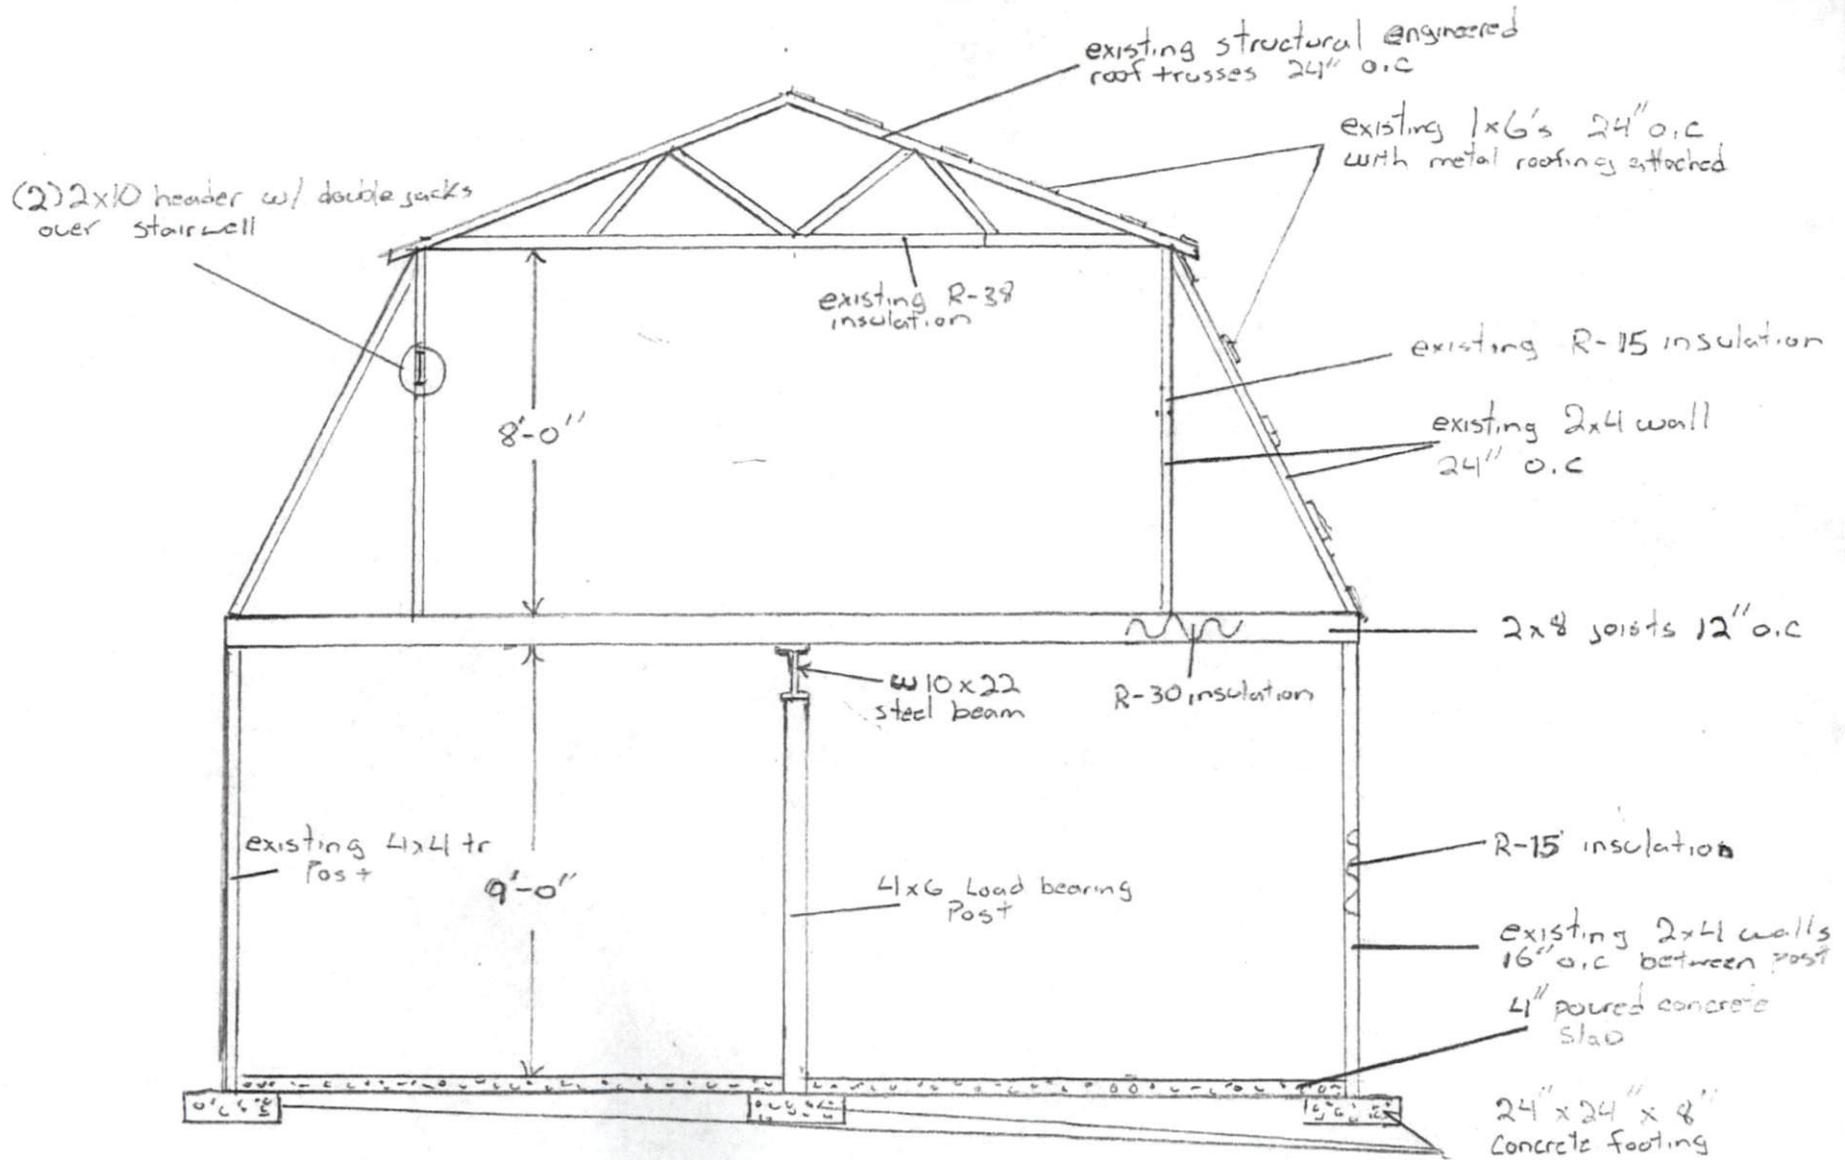 existing structural engineered
roof trusses 24" o.c
existing 1x6's 24" o.c
with metal roofing attached
(2) 2x10 header w/ double jacks
over stairwell
existing R-38
insulation
existing R-15 insulation
8'-0"
existing 2x4 wall
24" o.c
2x8 joists 12" o.c
w10x22
steel beam
R-30 insulation
existing 4x4 tr
Post
9'-0"
4x6 Load bearing
Post
R-15 insulation
existing 2x4 walls
16" o.c between post
4" poured concrete
slab
24" x 24" x 8"
concrete footing